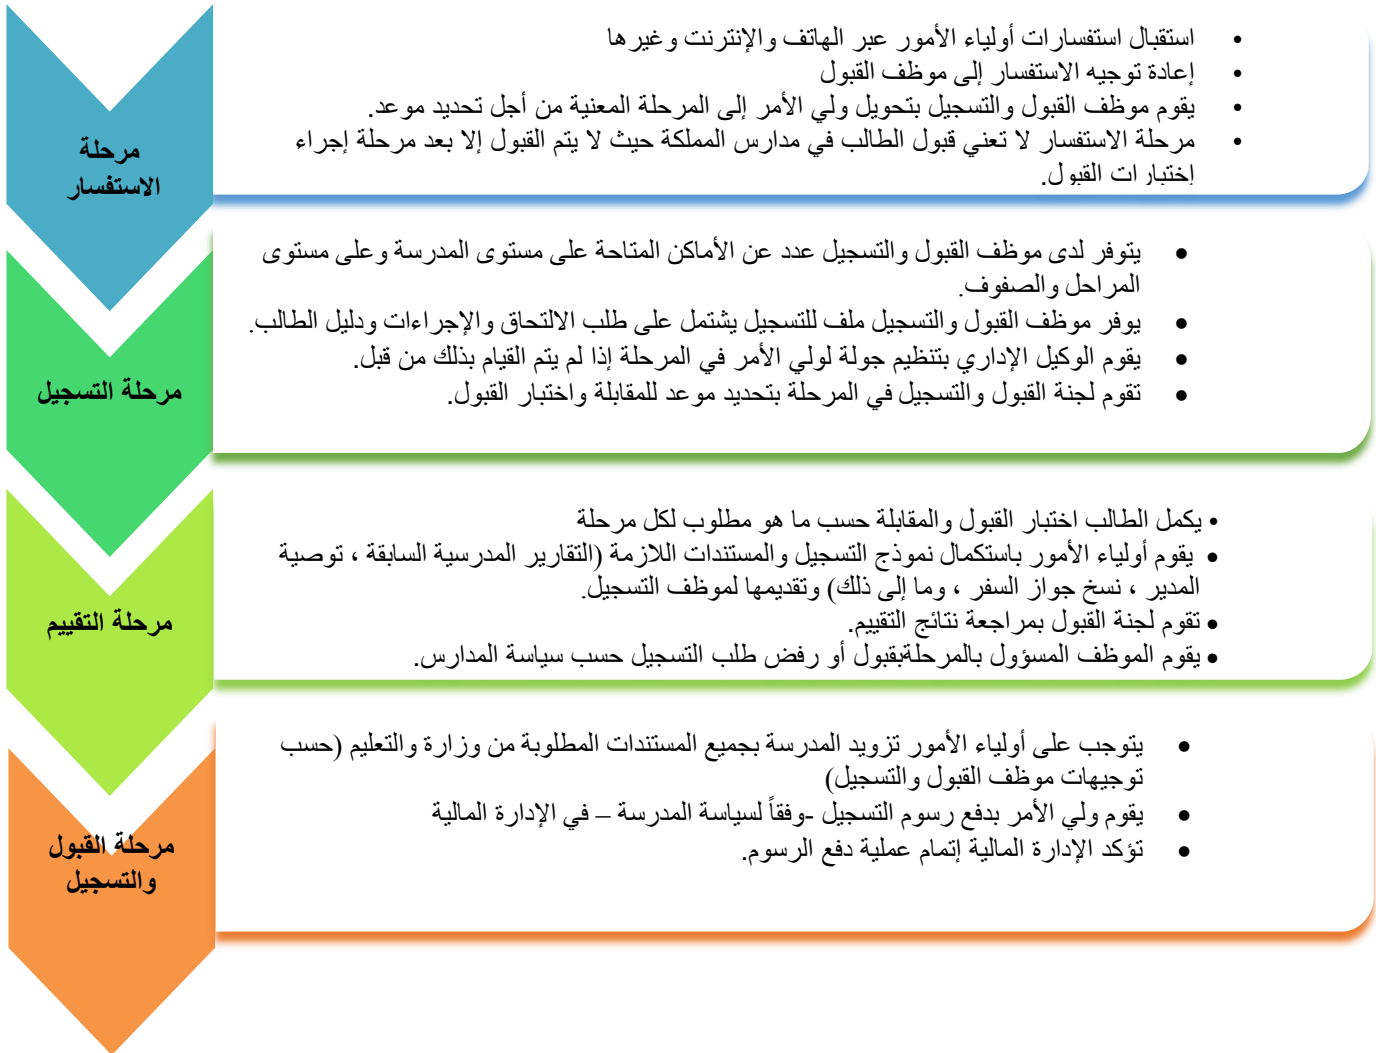 مرحلة
الاستفسار
• استقبال استفسارات أولياء الأمور عبر الهاتف والإنترنت وغيرها
• إعادة توجيه الاستفسار إلى موظف القبول
• يقوم موظف القبول والتسجيل بتحويل ولي الأمر إلى المرحلة المعنية من أجل تحديد موعد.
• مرحلة الاستفسار لا تعني قبول الطالب في مدارس المملكة حيث لا يتم القبول إلا بعد مرحلة إجراء
إختبارات القبول.
مرحلة التسجيل
• يتوفر لدى موظف القبول والتسجيل عدد عن الأماكن المتاحة على مستوى المدرسة وعلى مستوى
المراحل والصفوف.
• يوفر موظف القبول والتسجيل ملف للتسجيل يشتمل على طلب الالتحاق والإجراءات ودليل الطالب.
• يقوم الوكيل الإداري بتنظيم جولة لولي الأمر في المرحلة إذا لم يتم القيام بذلك من قبل.
• تقوم لجنة القبول والتسجيل في المرحلة بتحديد موعد للمقابلة واختبار القبول.
مرحلة التقييم
• يكمل الطالب اختبار القبول والمقابلة حسب ما هو مطلوب لكل مرحلة
• يقوم أولياء الأمور باستكمال نموذج التسجيل والمستندات اللازمة (التقارير المدرسية السابقة ، توصية
المدير ، نسخ جواز السفر ، وما إلى ذلك) وتقديمها لموظف التسجيل.
• تقوم لجنة القبول بمراجعة نتائج التقييم.
• يقوم الموظف المسؤول بالمرحلةبقبول أو رفض طلب التسجيل حسب سياسة المدارس.
مرحلة القبول
والتسجيل
• يتوجب على أولياء الأمور تزويد المدرسة بجميع المستندات المطلوبة من وزارة والتعليم (حسب
توجيهات موظف القبول والتسجيل)
• يقوم ولي الأمر بدفع رسوم التسجيل -وفقاً لسياسة المدرسة – في الإدارة المالية
• تؤكد الإدارة المالية إتمام عملية دفع الرسوم.